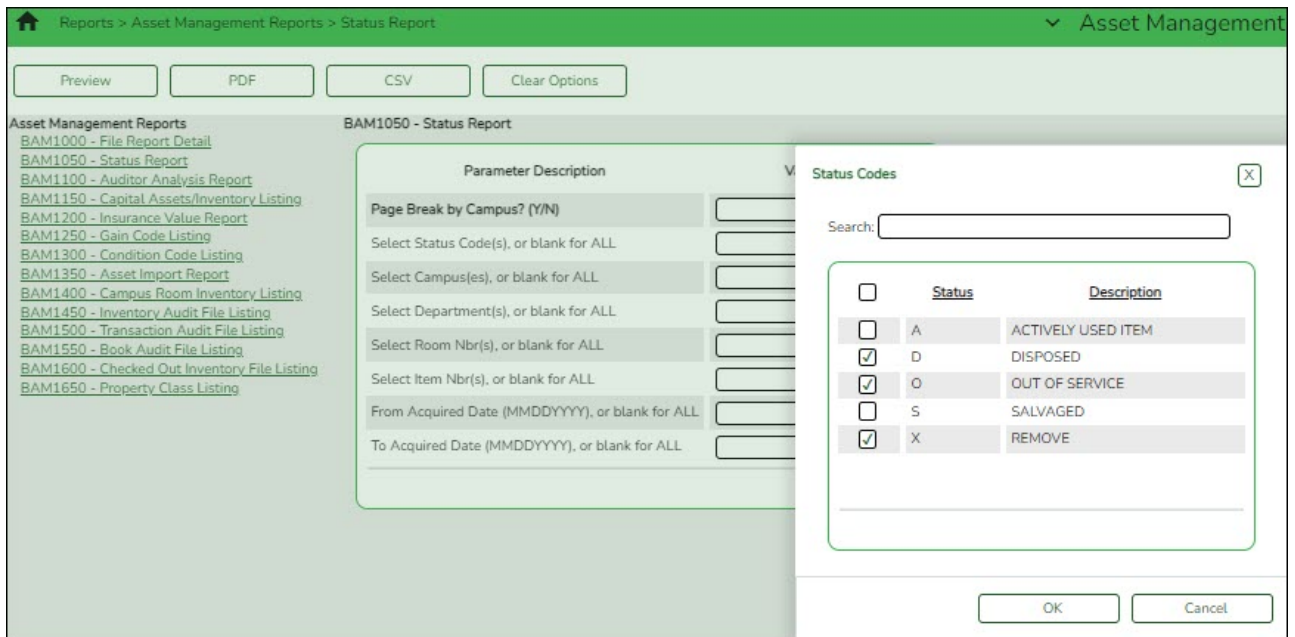 Reports > Asset Management Reports > Status Report
Asset Management
Preview
PDF
CSV
Clear Options
Asset Management Reports
BAM1000 - File Report Detail
BAM1050 - Status Report
BAM1100 - Auditor Analysis Report
BAM1150 - Capital Assets/Inventory Listing
BAM1200 - Insurance Value Report
BAM1250 - Gain Code Listing
BAM1300 - Condition Code Listing
BAM1350 - Asset Import Report
BAM1400 - Campus Room Inventory Listing
BAM1450 - Inventory Audit File Listing
BAM1500 - Transaction Audit File Listing
BAM1550 - Book Audit File Listing
BAM1600 - Checked Out Inventory File Listing
BAM1650 - Property Class Listing
BAM1050 - Status Report
Parameter Description
Page Break by Campus? (Y/N)
Select Status Code(s), or blank for ALL
Select Campus(es), or blank for ALL
Select Department(s), or blank for ALL
Select Room Nbr(s), or blank for ALL
Select Item Nbr(s), or blank for ALL
From Acquired Date (MMDDYYYY), or blank for ALL
To Acquired Date (MMDDYYYY), or blank for ALL
Status Codes
X
Search:
Status Description
A ACTIVELY USED ITEM
D DISPOSED
O OUT OF SERVICE
S SALVAGED
X REMOVE
OK
Cancel